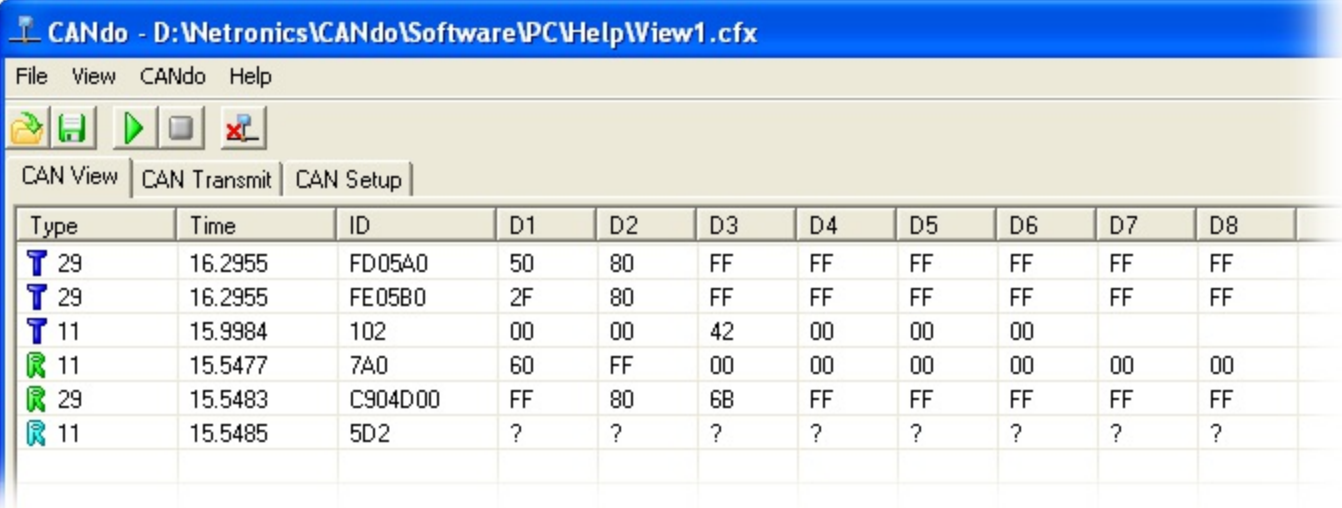 CANdo - D:\Netronics\CANdo\Software\PC\Help\View1.cfx
File View CANdo Help
CAN View CAN Transmit CAN Setup
Type Time ID D1 D2 D3 D4 D5 D6 D7 D8
T 29 16.2955 FD05A0 50 80 FF FF FF FF FF FF
T 29 16.2955 FE05B0 2F 80 FF FF FF FF FF FF
T 11 15.9984 102 00 00 42 00 00 00
R 11 15.5477 7A0 60 FF 00 00 00 00 00 00
R 29 15.5483 C904D00 FF 80 6B FF FF FF FF FF
R 11 15.5485 5D2 ? ? ? ? ? ? ? ?